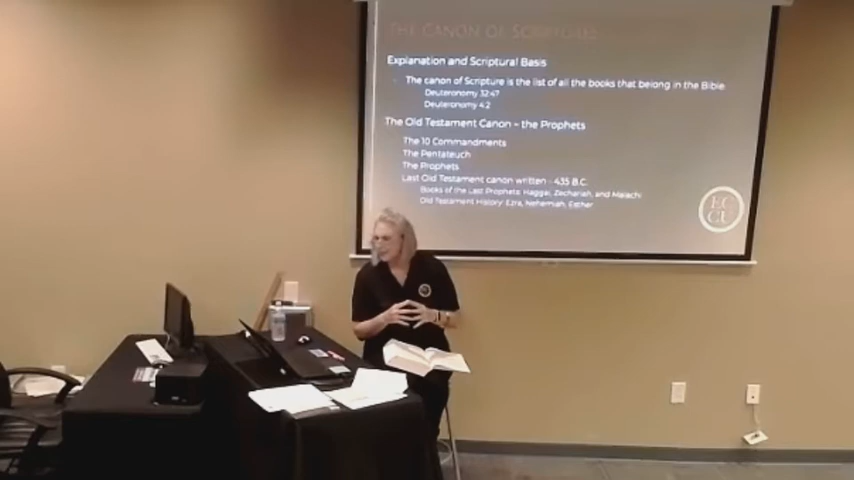 THE CANON OF SCRIPTURES
Explanation and Scriptural Basis
The canon of Scripture is the list of all the books that belong in the Bible
Deuteronomy 32:47
Deuteronomy 4:2
The Old Testament Canon – the Prophets
The 10 Commandments
The Pentateuch
The Prophets
Last Old Testament canon written - 435 B.C.
Books of the Last Prophets: Haggai, Zechariah, and Malachi
Old Testament History: Ezra, Nehemiah, Esther
EC
CU